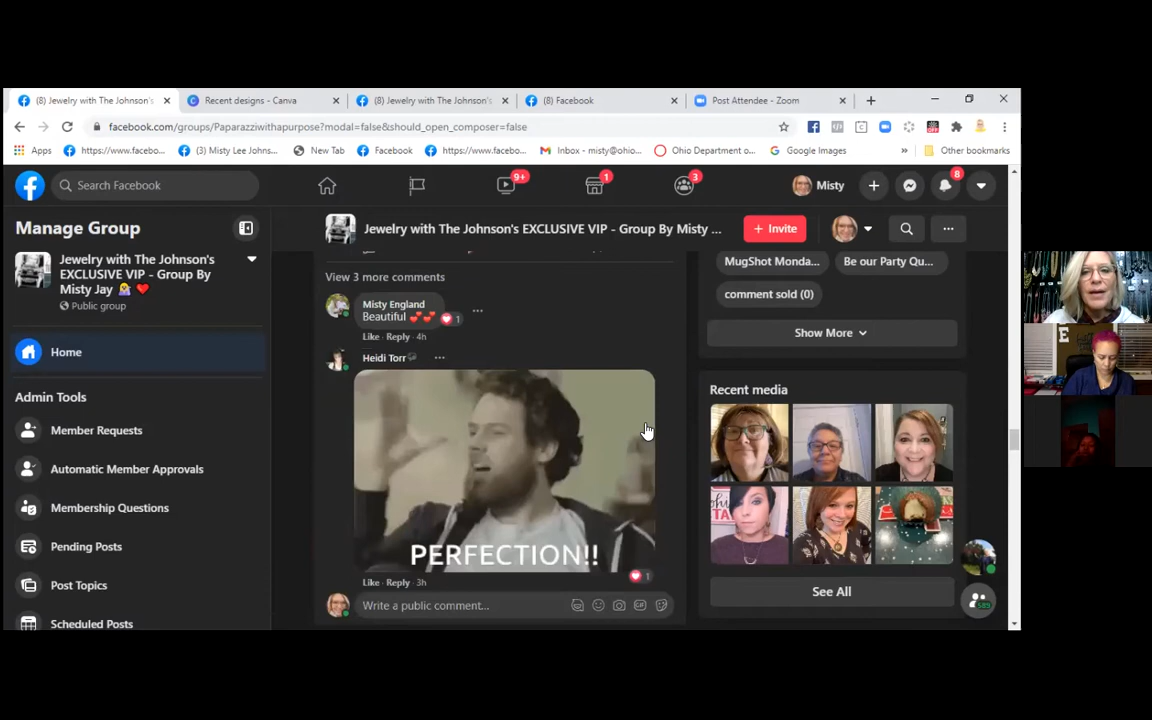 (8) Jewelry with The Johnson's
Recent designs - Canva
(8) Jewelry with The Johnson's
(8) Facebook
Post Attendee - Zoom
facebook.com/groups/Paparazziwithapurpose?modal=false&should_open_composer=false
Apps
https://www.facebo...
(3) Misty Lee Johns...
New Tab
Facebook
https://www.facebo...
Inbox - misty@ohio...
Ohio Department o...
Google Images
»
Other bookmarks
Search Facebook
9+
1
3
Misty
8
Manage Group
Jewelry with The Johnson's EXCLUSIVE VIP - Group By Misty ...
+ Invite
Jewelry with The Johnson's
EXCLUSIVE VIP - Group By
Misty Jay 💁🏼‍♀️ ❤️
Public group
Home
Admin Tools
Member Requests
Automatic Member Approvals
Membership Questions
Pending Posts
Post Topics
Scheduled Posts
View 3 more comments
Misty England
Beautiful 💕💕
1
Like · Reply · 4h
Heidi Torr
PERFECTION!!
1
Like · Reply · 3h
Write a public comment...
GIF
MugShot Monda...
Be our Party Qu...
comment sold (0)
Show More
Recent media
See All